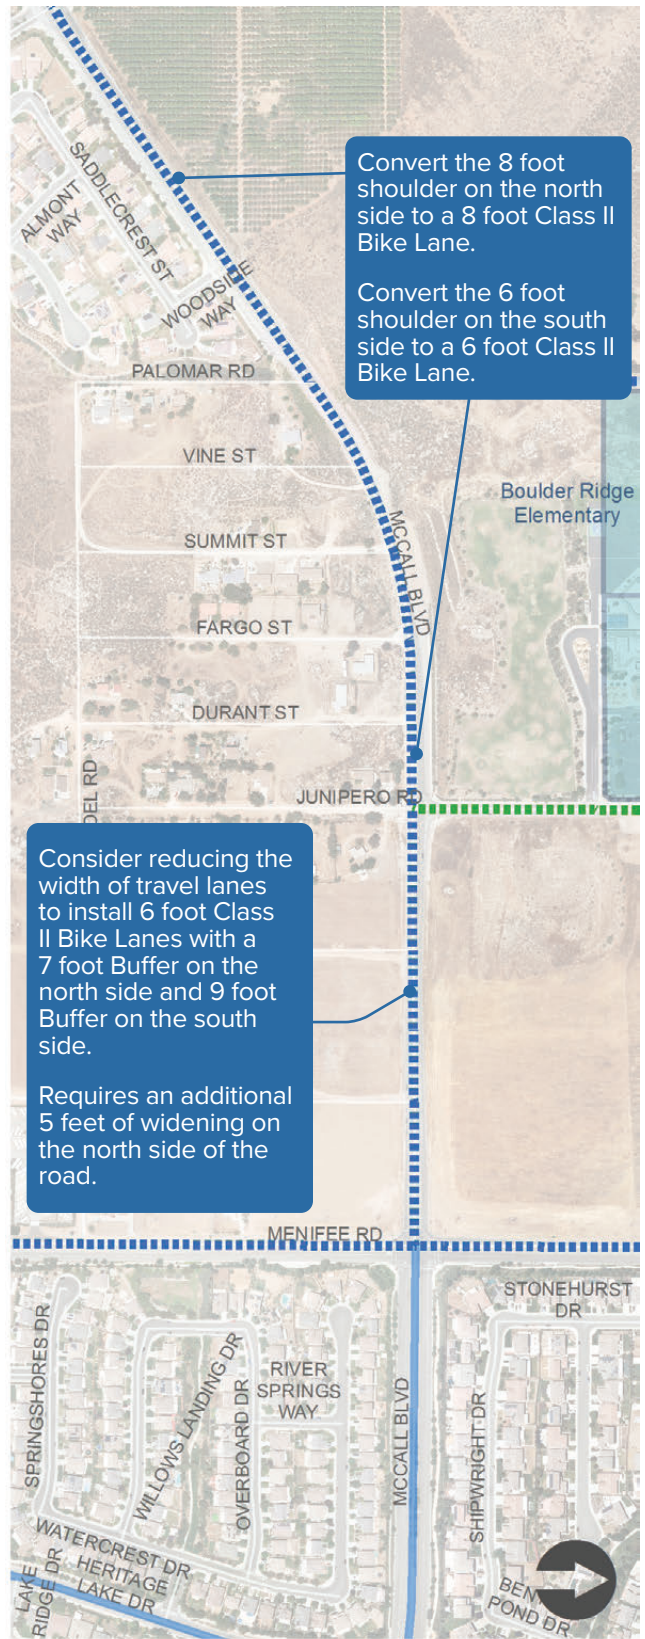 Convert the 8 foot
shoulder on the north
side to a 8 foot Class II
Bike Lane.
Convert the 6 foot
shoulder on the south
side to a 6 foot Class II
Bike Lane.
SADDLECREST ST
ALMONT
WAY
WOODSIDE
WAY
PALOMAR RD
VINE ST
Boulder Ridge
Elementary
SUMMIT ST
MCCALL BLVD
FARGO ST
DURANT ST
JUNIPERO RD
DEL RD
Consider reducing the
width of travel lanes
to install 6 foot Class
II Bike Lanes with a
7 foot Buffer on the
north side and 9 foot
Buffer on the south
side.
Requires an additional
5 feet of widening on
the north side of the
road.
MENIFEE RD
STONEHURST
DR
SPRINGSHORES DR
WILLOWS LANDING DR
OVERBOARD DR
RIVER
SPRINGS
WAY
MCCALL BLVD
SHIPWRIGHT DR
WATERCREST DR
HERITAGE
LAKE DR
LAKE
RIDGE DR
BEN
POND DR